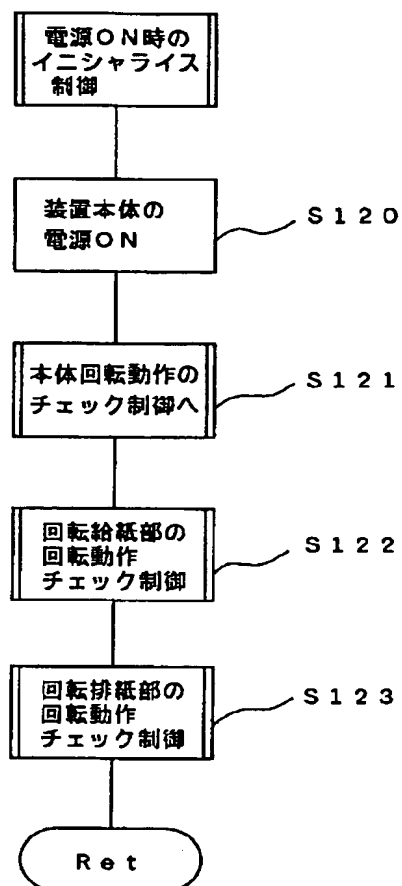 電源ON時の
イニシャライス
制御
装置本体の
電源ON
S120
本体回転動作の
チェック制御へ
S121
回転給紙部の
回転動作
チェック制御
S122
回転排紙部の
回転動作
チェック制御
S123
Ret